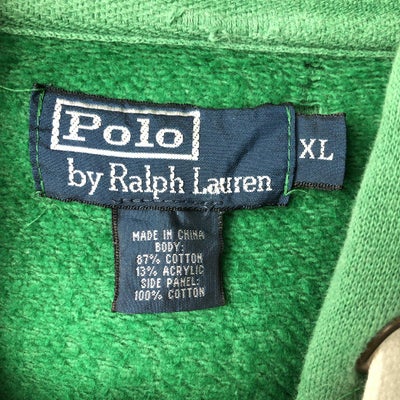 Polo
by Ralph Lauren
XL
MADE IN CHINA
BODY:
87% COTTON
13% ACRYLIC
SIDE PANEL:
100% COTTON